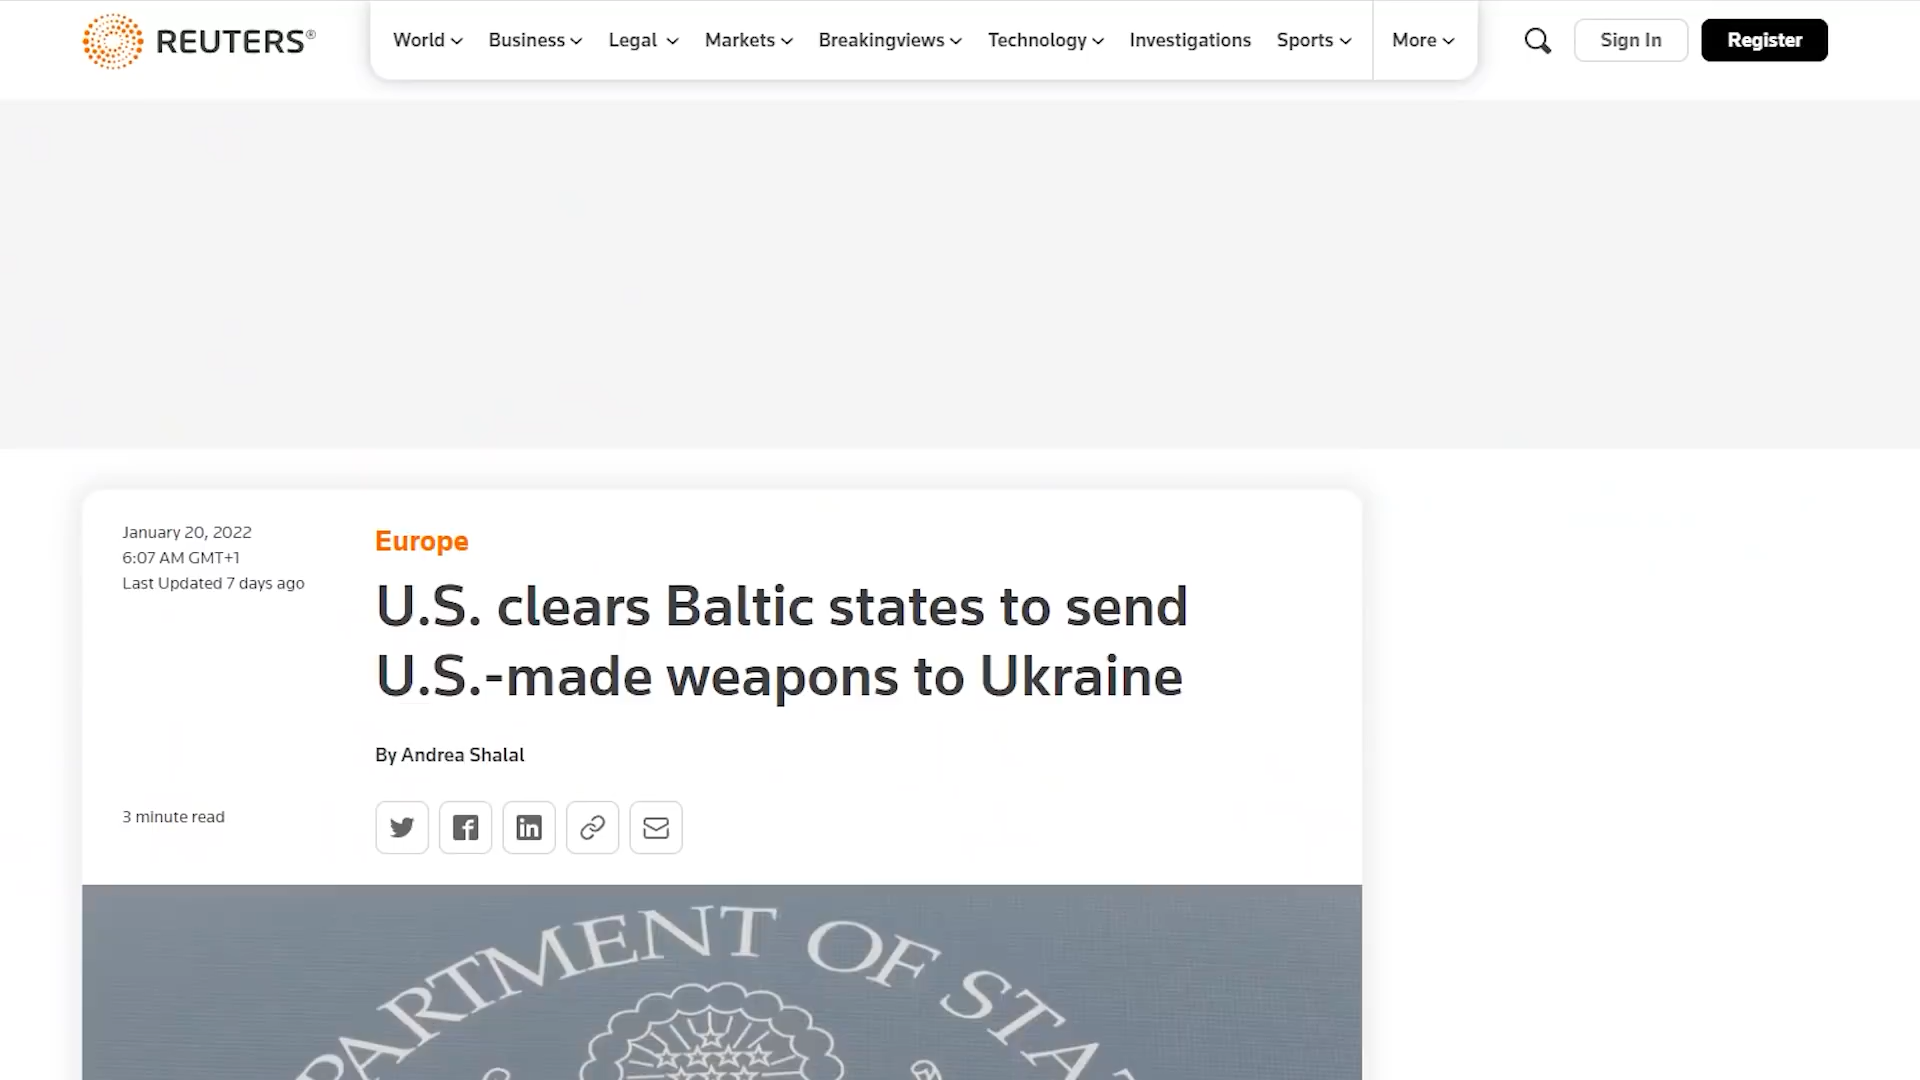 REUTERS®
World
Business
Legal
Markets
Breakingviews
Technology
Investigations
Sports
More
Sign In
Register
January 20, 2022
6:07 AM GMT+1
Last Updated 7 days ago
Europe
U.S. clears Baltic states to send
U.S.-made weapons to Ukraine
By Andrea Shalal
3 minute read
PARTMENT OF STA